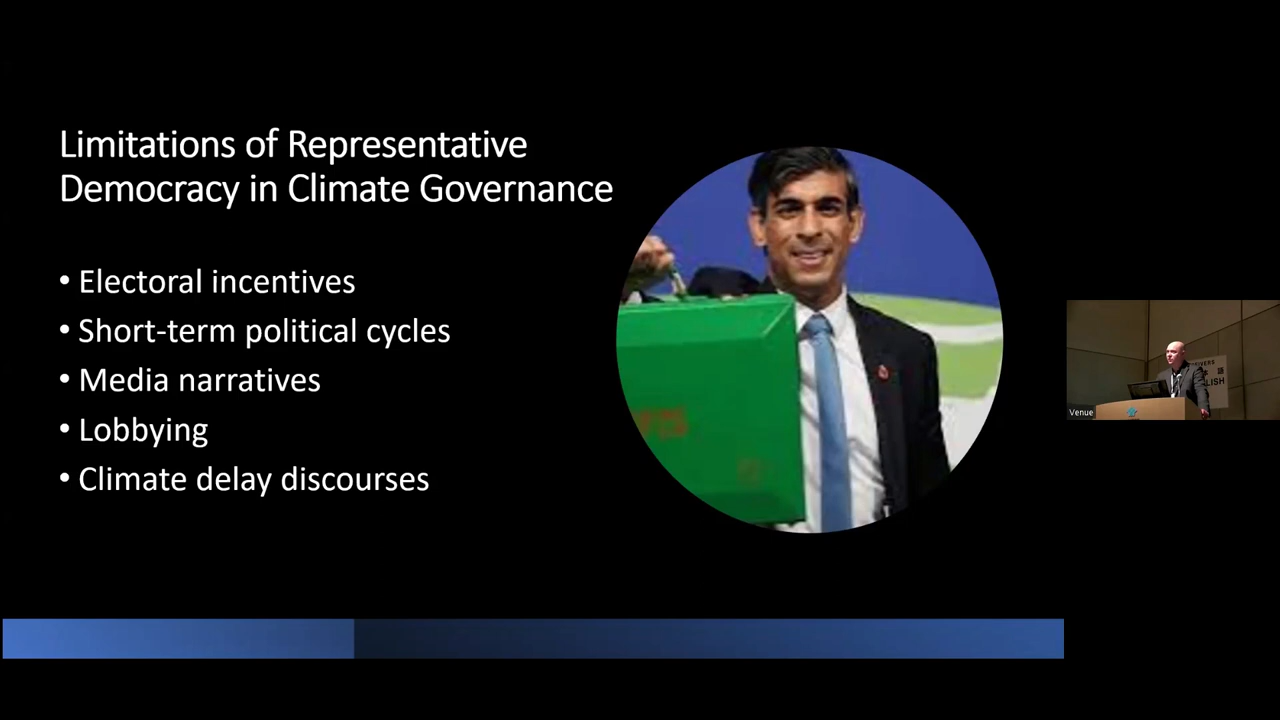 Limitations of Representative
Democracy in Climate Governance
• Electoral incentives
• Short-term political cycles
• Media narratives
• Lobbying
• Climate delay discourses
Venue